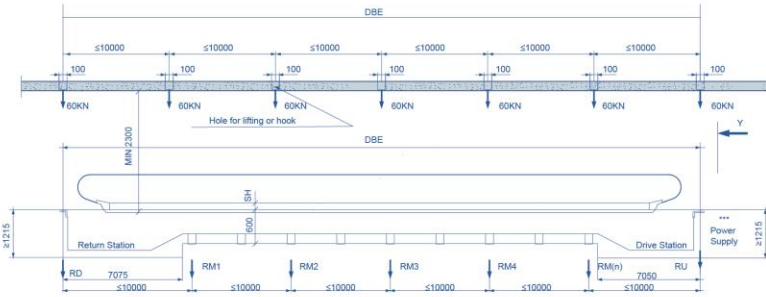 DBE
≤10000 ≤10000 ≤10000 ≤10000 ≤10000 ≤10000
100 100 100 100 100 100 100
60KN 60KN 60KN 60KN 60KN 60KN 60KN
Hole for lifting or hook
Y
MIN 2300
DBE
SH
600
≥1215
Return Station
Drive Station
Power
Supply
≥1215
RD
7075
RM1 RM2 RM3 RM4 RM(n)
7050
RU
≤10000 ≤10000 ≤10000 ≤10000 ≤10000 ≤10000